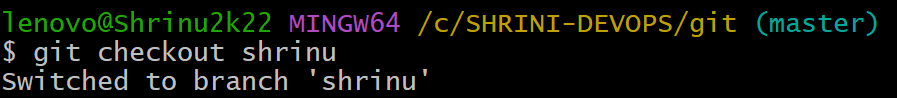 lenovo@Shrinu2k22 MINGW64 /c/SHRINI-DEVOPS/git (master)
$ git checkout shrinu
Switched to branch 'shrinu'